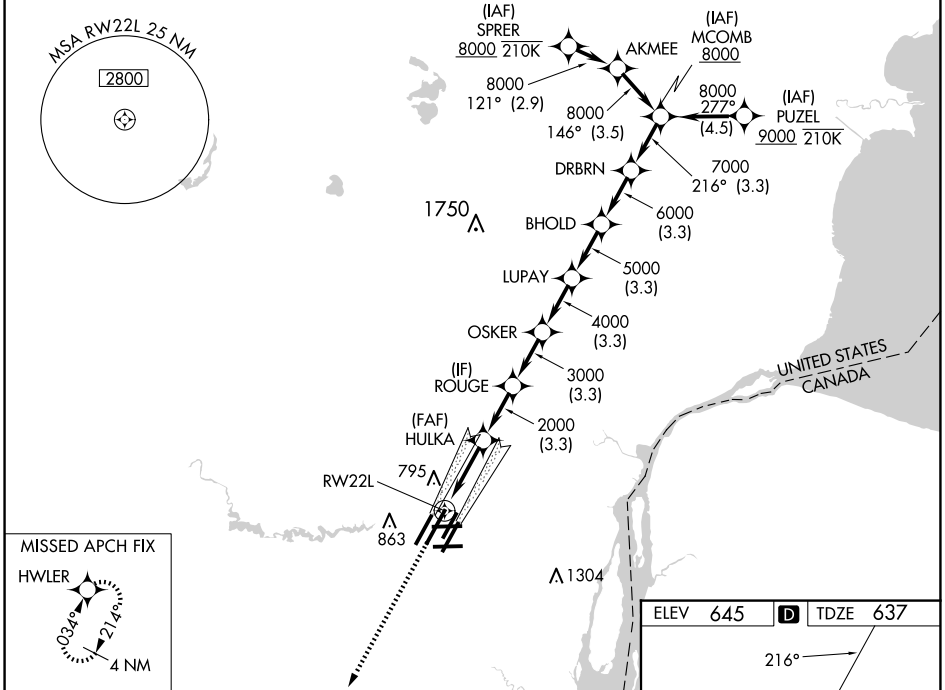 MSA RW22L 25 NM
2800
(IAF)
SPRER
8000 210K
AKMEE
(IAF)
MCOMB
8000
8000
121° (2.9)
8000
146° (3.5)
8000
277°
(4.5)
(IAF)
PUZEL
9000 210K
DRBRN
7000
216° (3.3)
1750
BHOLD
6000
(3.3)
LUPAY
5000
(3.3)
OSKER
4000
(3.3)
(IF)
ROUGE
3000
(3.3)
UNITED STATES
CANADA
(FAF)
HULKA
2000
(3.3)
RW22L
795
863
1304
MISSED APCH FIX
HWLER
034°
214°
4 NM
ELEV 645 D TDZE 637
216°